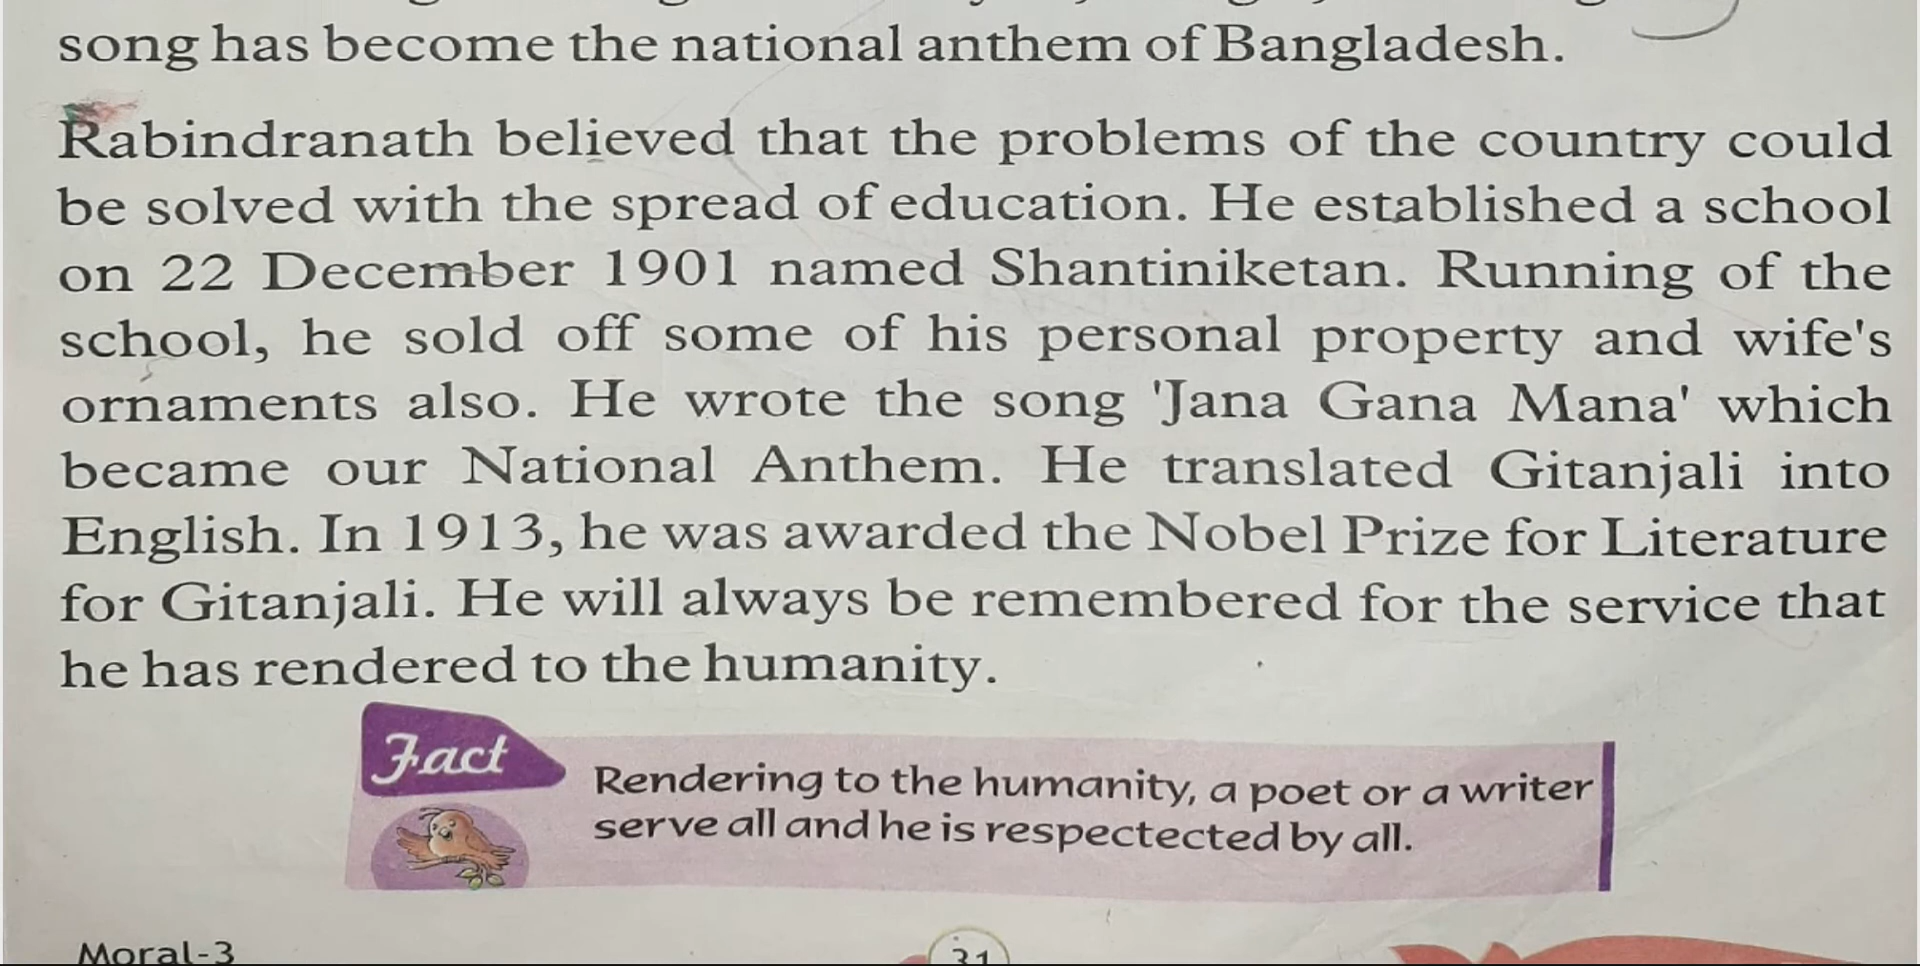 song has become the national anthem of Bangladesh.
Rabindranath believed that the problems of the country could
be solved with the spread of education. He established a school
on 22 December 1901 named Shantiniketan. Running of the
school, he sold off some of his personal property and wife's
ornaments also. He wrote the song 'Jana Gana Mana' which
became our National Anthem. He translated Gitanjali into
English. In 1913, he was awarded the Nobel Prize for Literature
for Gitanjali. He will always be remembered for the service that
he has rendered to the humanity.
Fact
Rendering to the humanity, a poet or a writer
serve all and he is respectected by all.
Moral-3
31